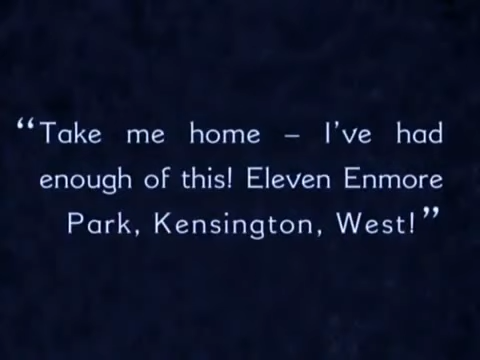 “Take me home – I’ve had
enough of this! Eleven Enmore
Park, Kensington, West!”